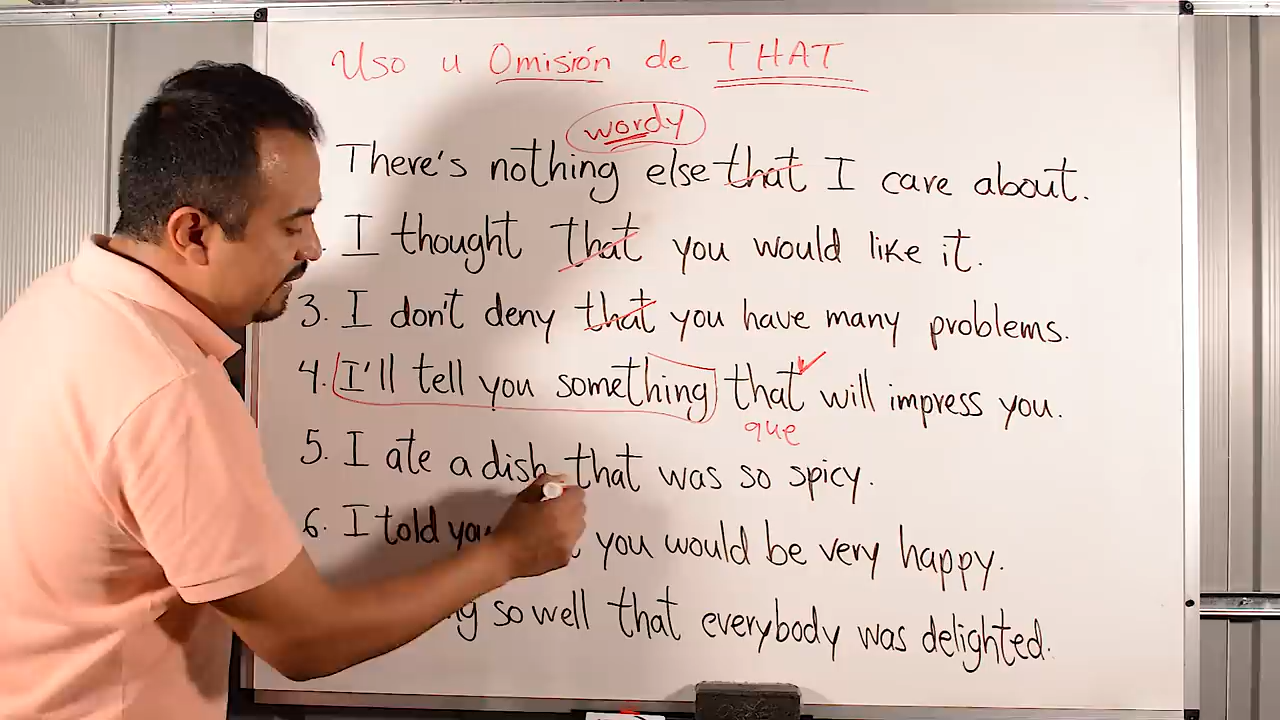 Uso u Omisión de THAT
wordy
There's nothing else that I care about.
I thought that you would like it.
3. I don't deny that you have many problems.
4. I'll tell you something that will impress you.
que
5. I ate a dish that was so spicy.
6. I told you would be very happy.
so well that everybody was delighted.